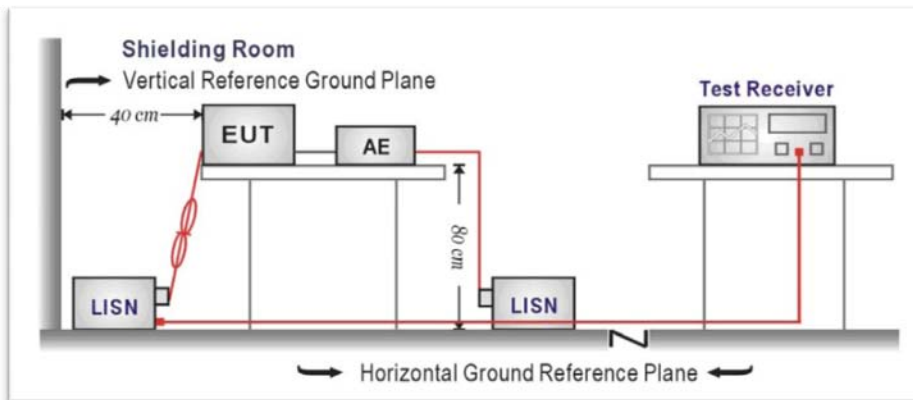 Shielding Room
Vertical Reference Ground Plane
40 cm
Test Receiver
EUT
AE
80 cm
LISN
LISN
Horizontal Ground Reference Plane